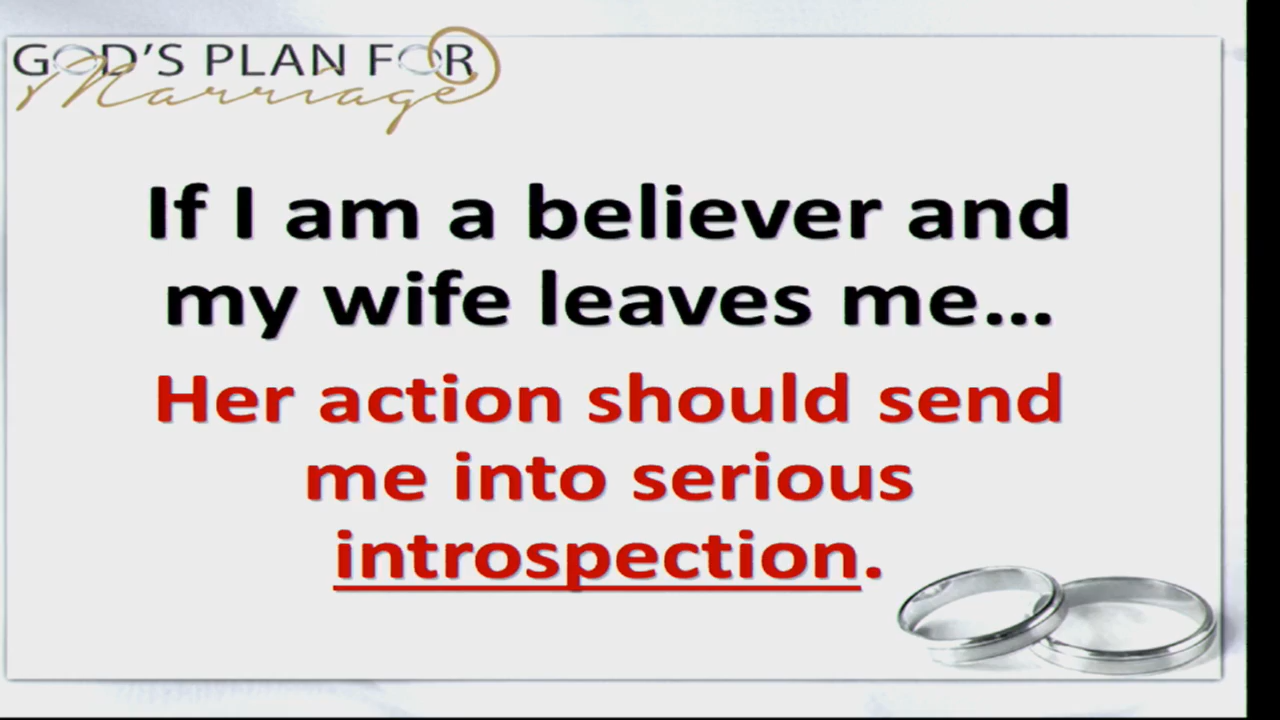 GOD'S PLAN FOR
Marriage
If I am a believer and
my wife leaves me...
Her action should send
me into serious
introspection.